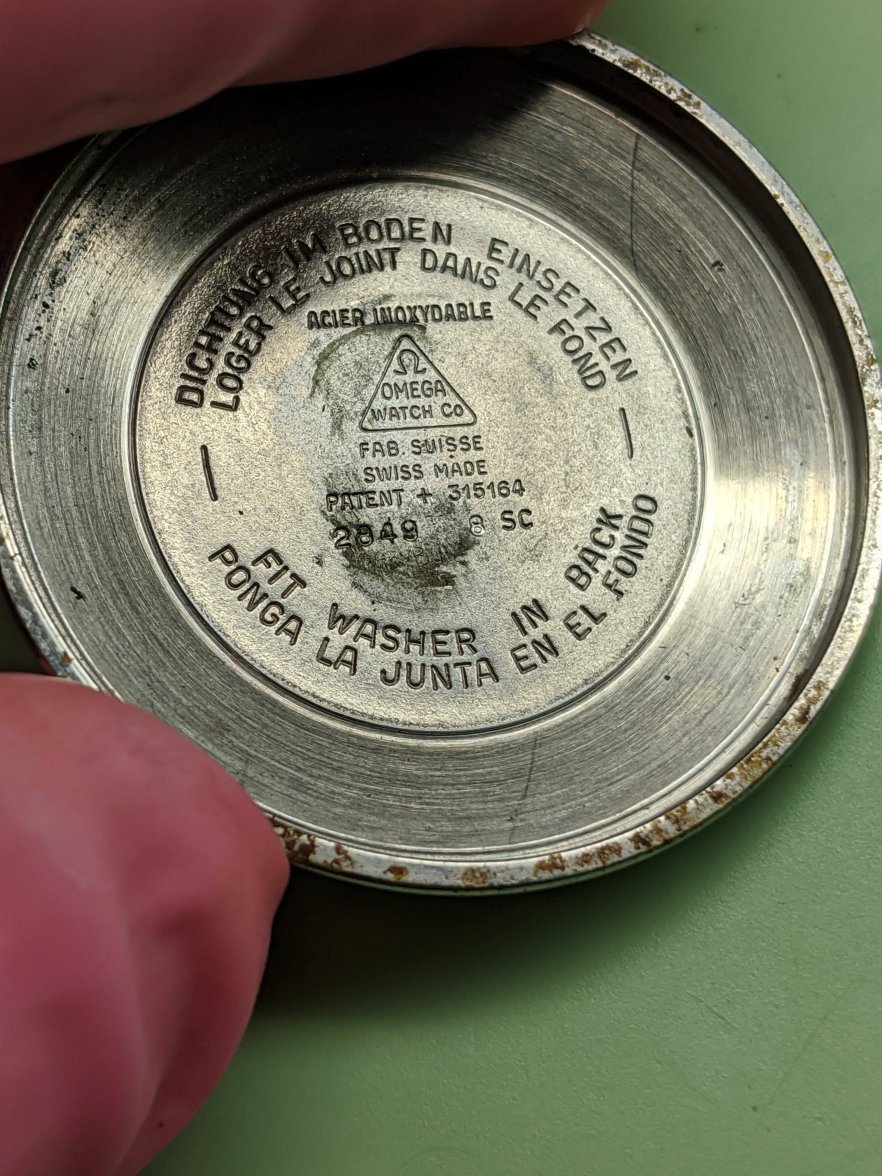 DICHTUNG JM BODEN EINSETZEN
LOGER LE JOINT DANS LE FOND
ACIER INOXYDABLE
Ω
OMEGA
WATCH Co
FAB. SUISSE
SWISS MADE
PATENT + 315164
2849 8 SC
FIT WASHER IN BACK
PONGA LA JUNTA EN EL FONDO